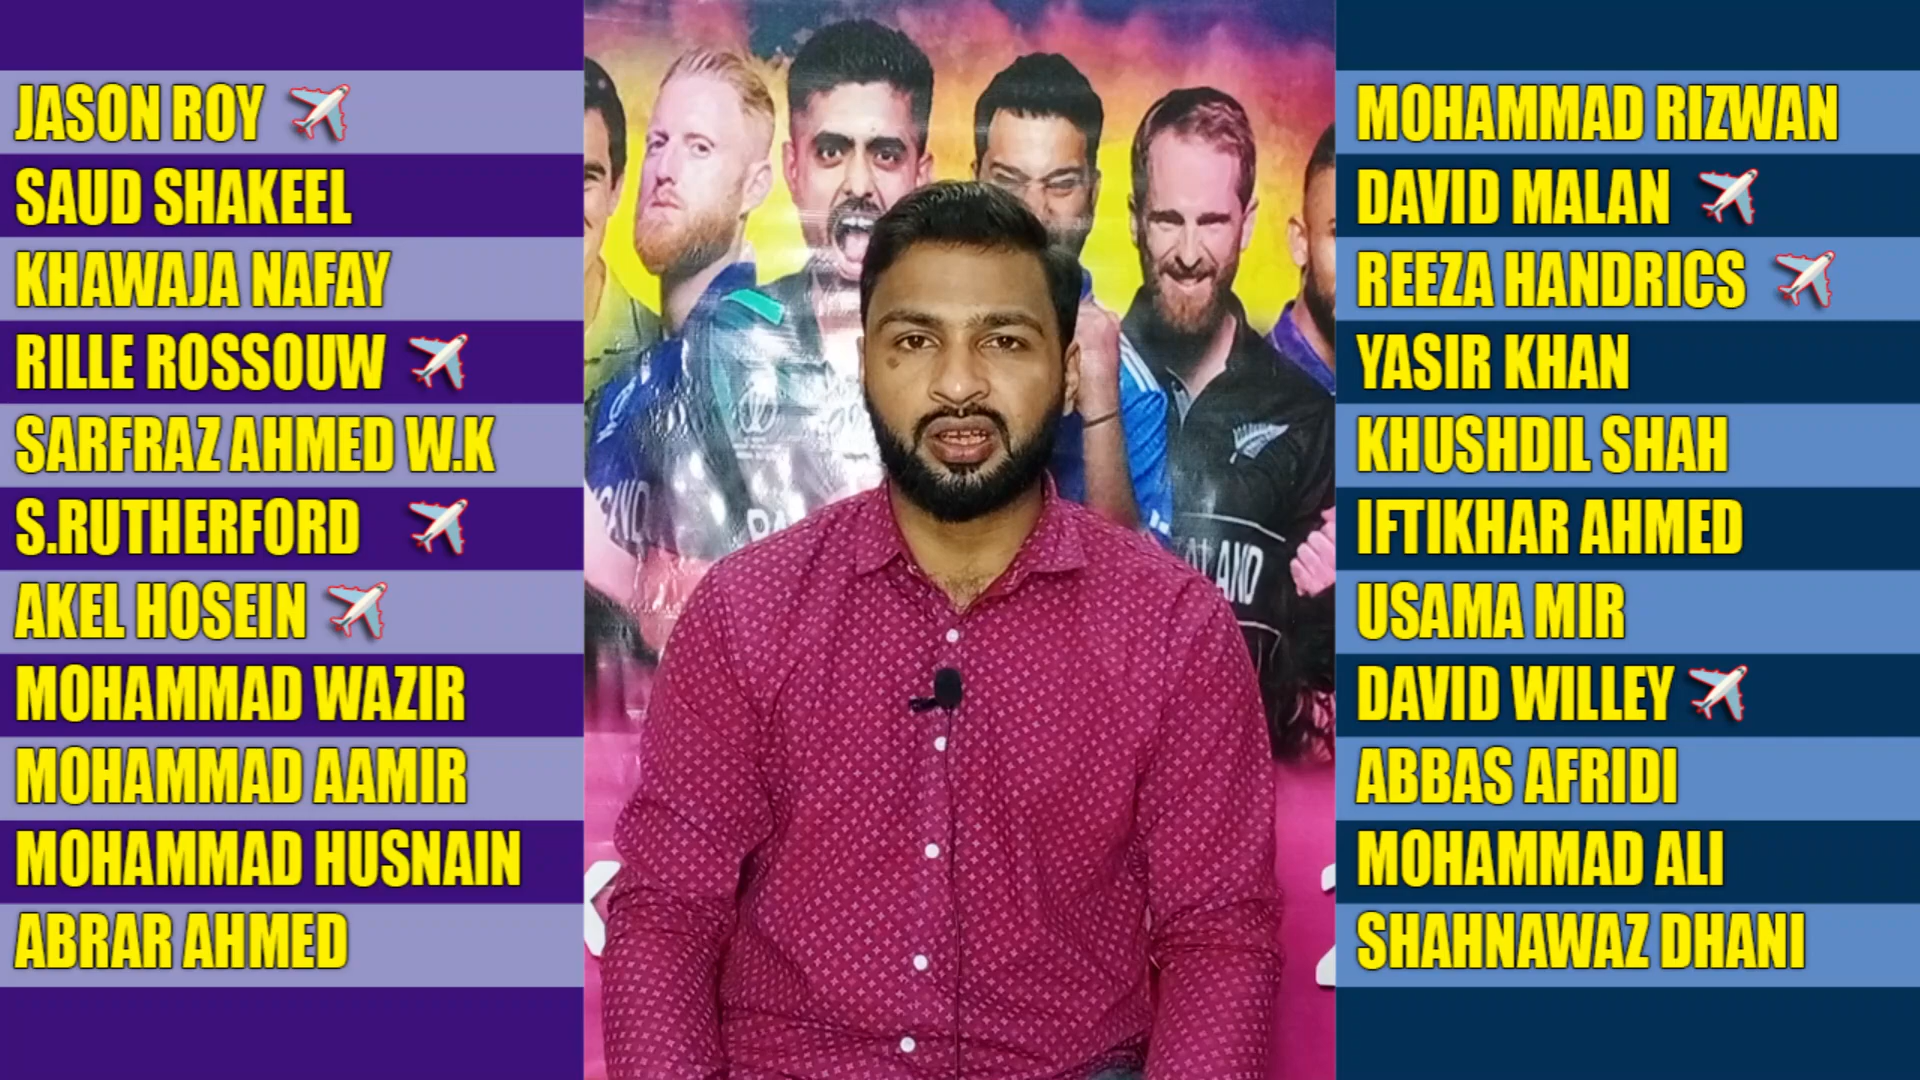 JASON ROY
SAUD SHAKEEL
KHAWAJA NAFAY
RILLE ROSSOUW
SARFRAZ AHMED W.K
S.RUTHERFORD
AKEL HOSEIN
MOHAMMAD WAZIR
MOHAMMAD AAMIR
MOHAMMAD HUSNAIN
ABRAR AHMED
MOHAMMAD RIZWAN
DAVID MALAN
REEZA HANDRICS
YASIR KHAN
KHUSHDIL SHAH
IFTIKHAR AHMED
USAMA MIR
DAVID WILLEY
ABBAS AFRIDI
MOHAMMAD ALI
SHAHNAWAZ DHANI